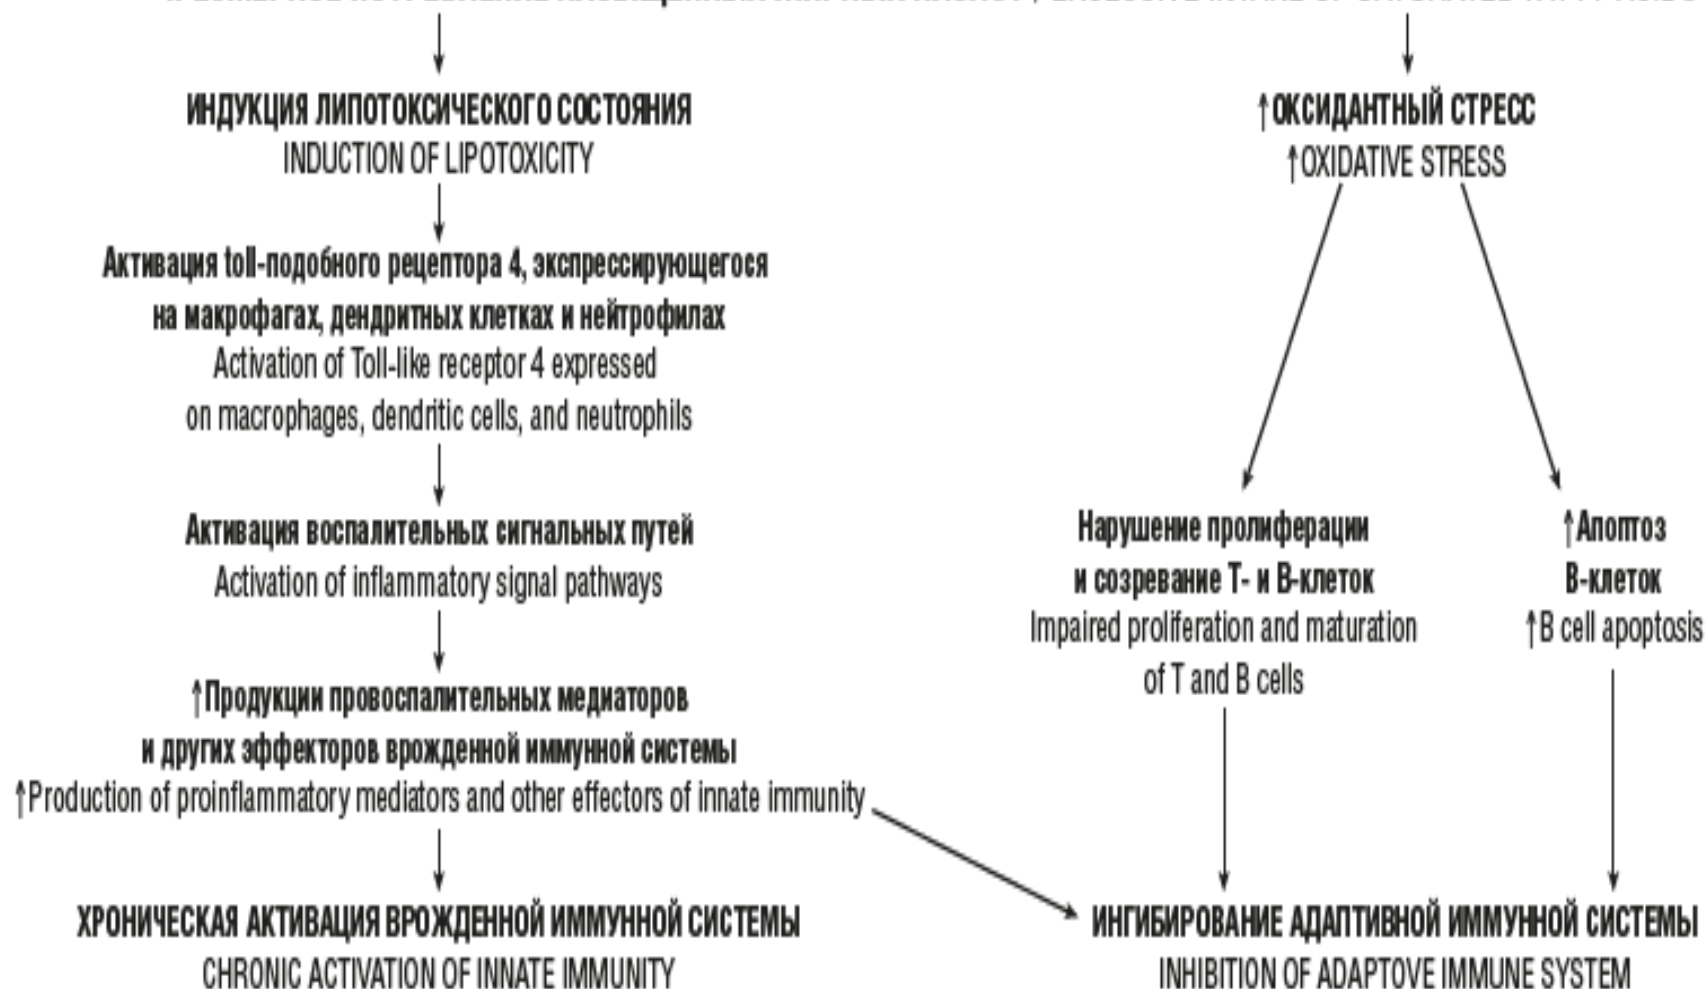 ИНДУКЦИЯ ЛИПОТОКСИЧЕСКОГО СОСТОЯНИЯ
INDUCTION OF LIPOTOXICITY
Активация toll-подобного рецептора 4, экспрессирующегося
на макрофагах, дендритных клетках и нейтрофилах
Activation of Toll-like receptor 4 expressed
on macrophages, dendritic cells, and neutrophils
Активация воспалительных сигнальных путей
Activation of inflammatory signal pathways
↑Продукции провоспалительных медиаторов
и других эффекторов врожденной иммунной системы
↑Production of proinflammatory mediators and other effectors of innate immunity
ХРОНИЧЕСКАЯ АКТИВАЦИЯ ВРОЖДЕННОЙ ИММУННОЙ СИСТЕМЫ
CHRONIC ACTIVATION OF INNATE IMMUNITY
↑ОКСИДАНТНЫЙ СТРЕСС
↑OXIDATIVE STRESS
Нарушение пролиферации
и созревание Т- и В-клеток
Impaired proliferation and maturation
of T and B cells
↑Апоптоз
В-клеток
↑B cell apoptosis
ИНГИБИРОВАНИЕ АДАПТИВНОЙ ИММУННОЙ СИСТЕМЫ
INHIBITION OF ADAPTOVE IMMUNE SYSTEM